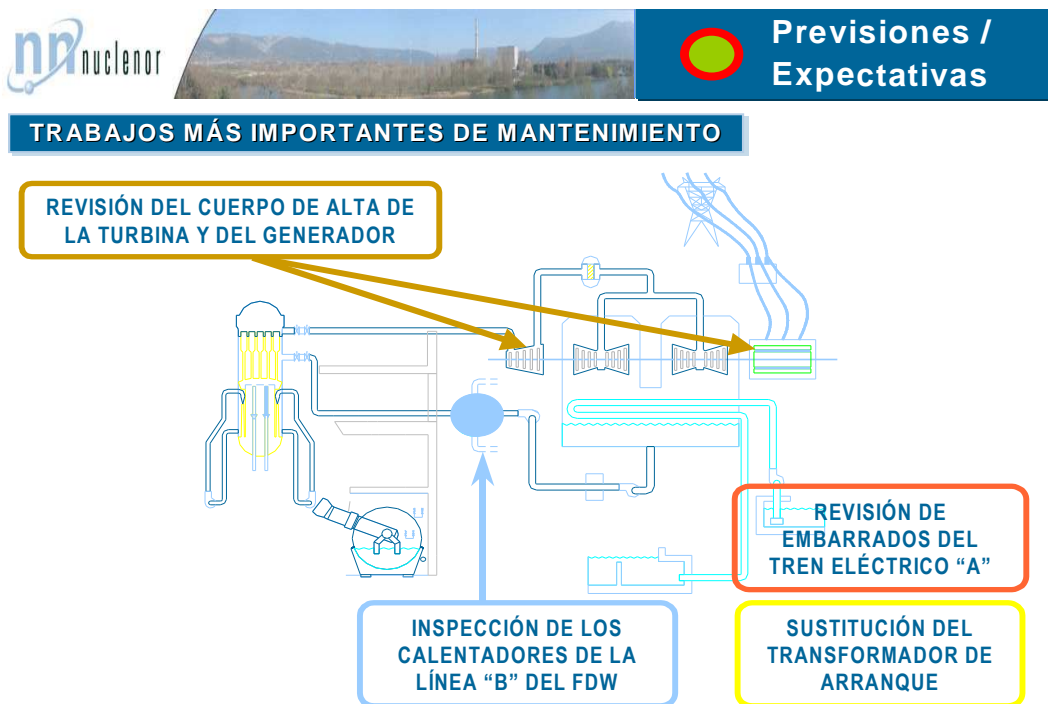 nuclenor
Previsiones /
Expectativas
TRABAJOS MÁS IMPORTANTES DE MANTENIMIENTO
REVISIÓN DEL CUERPO DE ALTA DE
LA TURBINA Y DEL GENERADOR
REVISIÓN DE
EMBARRADOS DEL
TREN ELÉCTRICO “A”
INSPECCIÓN DE LOS
CALENTADORES DE LA
LÍNEA “B” DEL FDW
SUSTITUCIÓN DEL
TRANSFORMADOR DE
ARRANQUE